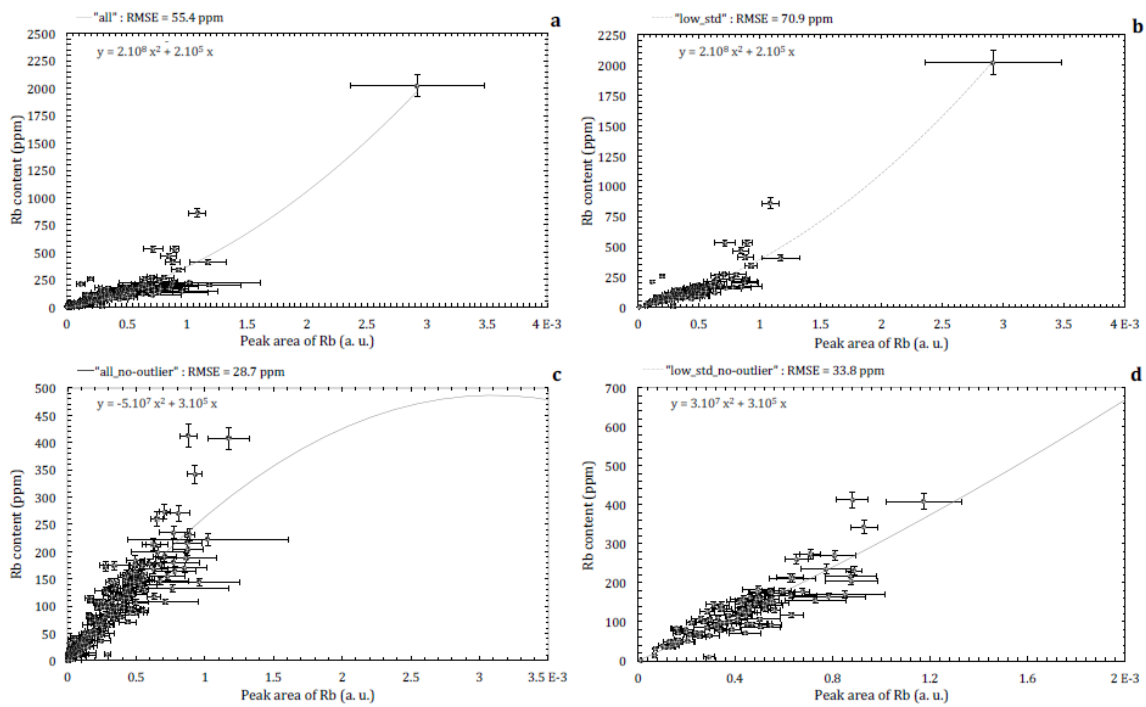 "all" : RMSE = 55.4 ppm
a
y = 2.10⁸ x² + 2.10⁵ x
2500
2250
2000
1750
1500
1250
1000
750
500
250
0
Rb content (ppm)
0 0.5 1 1.5 2 2.5 3 3.5 4 E-3
Peak area of Rb (a. u.)
"low_std" : RMSE = 70.9 ppm
b
y = 2.10⁸ x² + 2.10⁵ x
2250
2000
1750
1500
1250
1000
750
500
250
0
Rb content (ppm)
0 0.5 1 1.5 2 2.5 3 3.5 4 E-3
Peak area of Rb (a. u.)
"all_no-outlier" : RMSE = 28.7 ppm
c
y = -5.10⁷ x² + 3.10⁵ x
500
450
400
350
300
250
200
150
100
50
0
Rb content (ppm)
0 0.5 1 1.5 2 2.5 3 3.5 E-3
Peak area of Rb (a. u.)
"low_std_no-outlier" : RMSE = 33.8 ppm
d
y = 3.10⁷ x² + 3.10⁵ x
700
600
500
400
300
200
100
0
Rb content (ppm)
0 0.4 0.8 1.2 1.6 2 E-3
Peak area of Rb (a. u.)